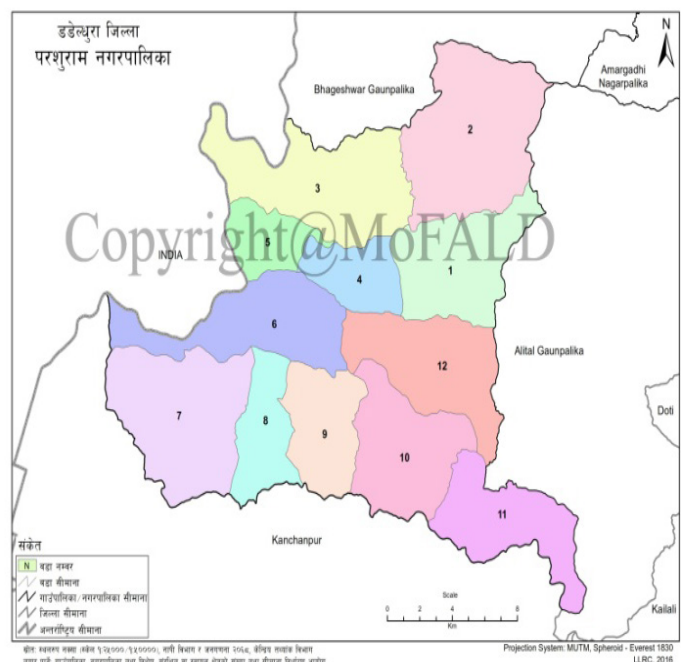 डडेल्धुरा जिल्ला
परशुराम नगरपालिका
N
Amargadhi
Nagarpalika
Bhageshwar Gaunpalika
2
3
Copyright@MoFALD
5
INDIA
4
1
6
Alital Gaunpalika
12
7
8
9
10
Doti
11
Kanchanpur
Kailali
संकेत
N वडा नम्बर
वडा सीमाना
गाउँपालिका/नगरपालिका सीमाना
जिल्ला सीमाना
अन्तर्राष्ट्रिय सीमाना
Scale
0 2 4 8
Km
Projection System: MUTM, Spheroid - Everest 1830
LLRC, 2016